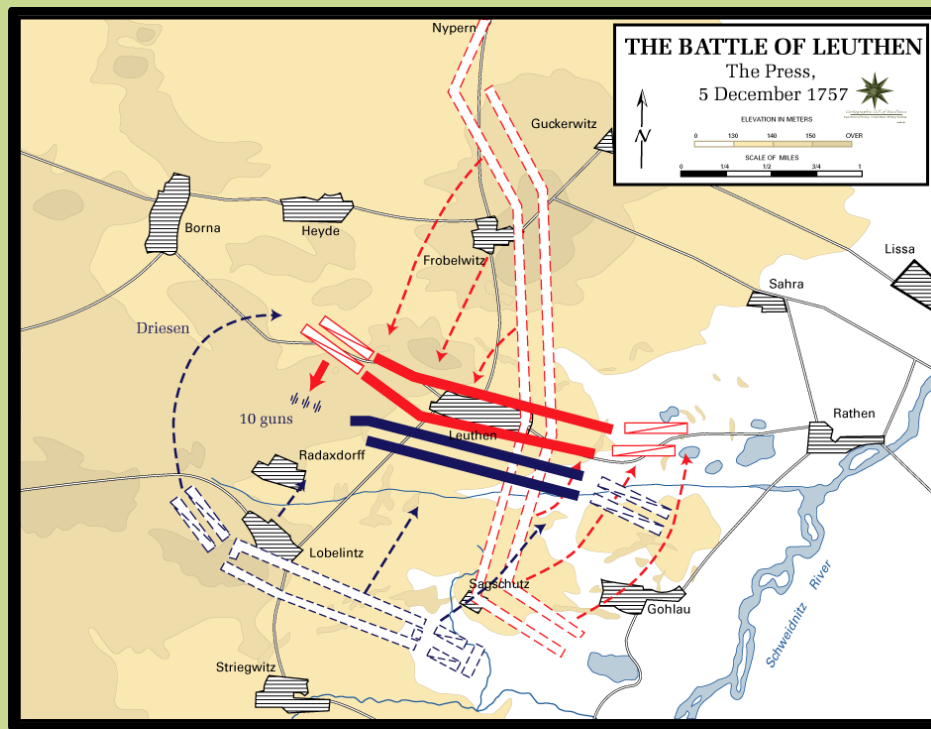 THE BATTLE OF LEUTHEN
The Press,
5 December 1757
N
ELEVATION IN METERS
0 130 140 150 OVER
SCALE OF MILES
0 1/4 1/2 3/4 1
Nypern
Guckerwitz
Borna
Heyde
Frobelwitz
Lissa
Sahra
Driesen
10 guns
Leuthen
Rathen
Radaxdorff
Lobelintz
Sagschutz
Gohlau
Schweidnitz River
Striegwitz